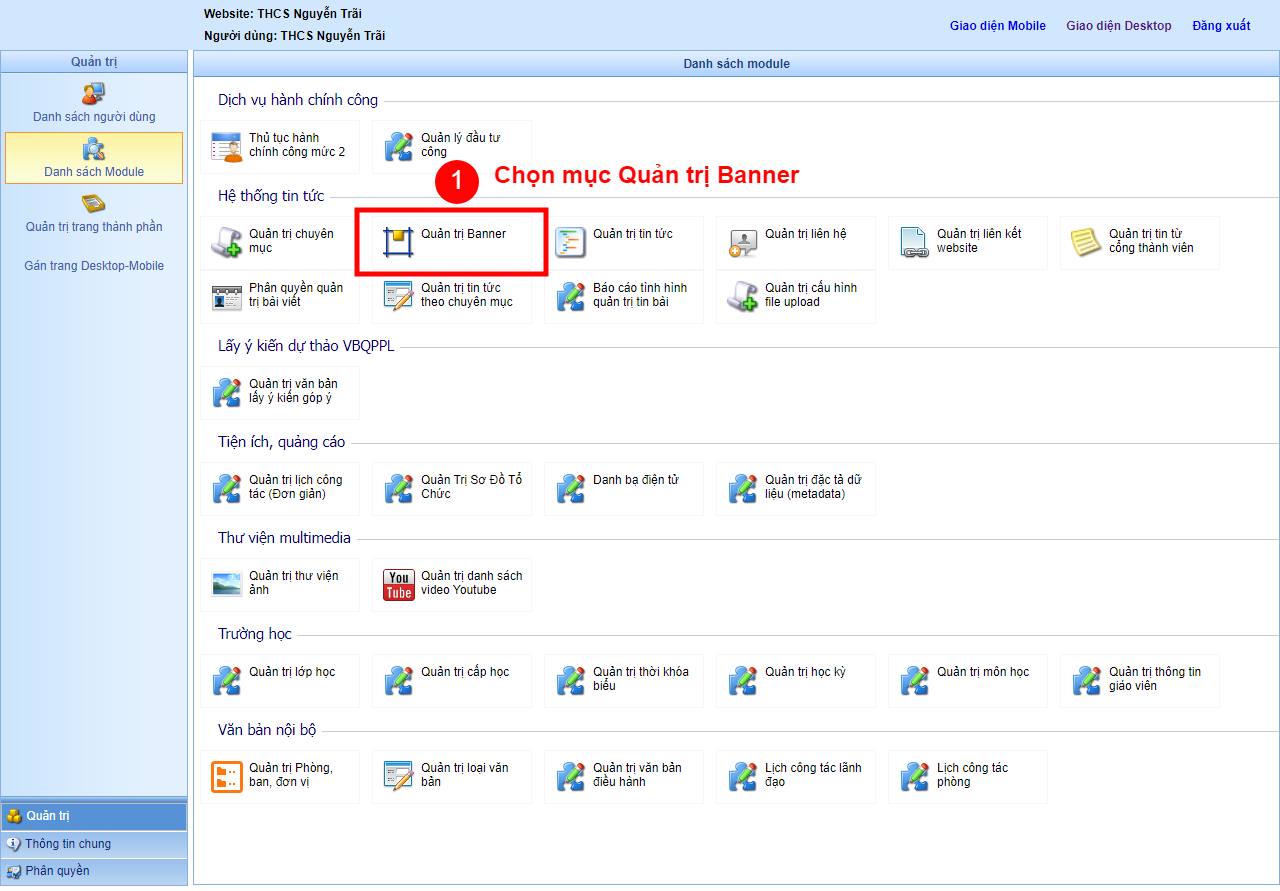 Website: THCS Nguyễn Trãi
Người dùng: THCS Nguyễn Trãi
Giao diện Mobile
Giao diện Desktop
Đăng xuất
Quản trị
Danh sách người dùng
Danh sách Module
Quản trị trang thành phần
Gán trang Desktop-Mobile
Quản trị
Thông tin chung
Phân quyền
Danh sách module
Dịch vụ hành chính công
Thủ tục hành
chính công mức 2
Quản lý đầu tư
công
1
Chọn mục Quản trị Banner
Hệ thống tin tức
Quản trị chuyên
mục
Quản trị Banner
Quản trị tin tức
Quản trị liên hệ
Quản trị liên kết
website
Quản trị tin từ
cổng thành viên
Phân quyền quản
trị bài viết
Quản trị tin tức
theo chuyên mục
Báo cáo tình hình
quản trị tin bài
Quản trị cấu hình
file upload
Lấy ý kiến dự thảo VBQPPL
Quản trị văn bản
lấy ý kiến góp ý
Tiện ích, quảng cáo
Quản trị lịch công
tác (Đơn giản)
Quản Trị Sơ Đồ Tổ
Chức
Danh bạ điện tử
Quản trị đặc tả dữ
liệu (metadata)
Thư viện multimedia
Quản trị thư viện
ảnh
You
Tube
Quản trị danh sách
video Youtube
Trường học
Quản trị lớp học
Quản trị cấp học
Quản trị thời khóa
biểu
Quản trị học kỳ
Quản trị môn học
Quản trị thông tin
giáo viên
Văn bản nội bộ
Quản trị Phòng,
ban, đơn vị
Quản trị loại văn
bản
Quản trị văn bản
điều hành
Lịch công tác lãnh
đạo
Lịch công tác
phòng